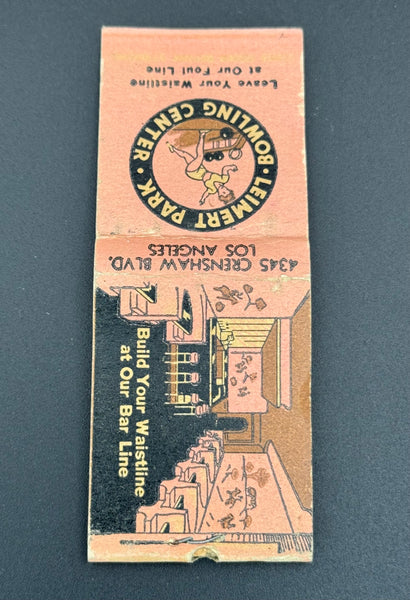 Leave Your Waistline
at Our Foul Line
LEIMERT PARK • BOWLING CENTER •
4345 CRENSHAW BLVD.
LOS ANGELES
Build Your Waistline
at Our Bar Line